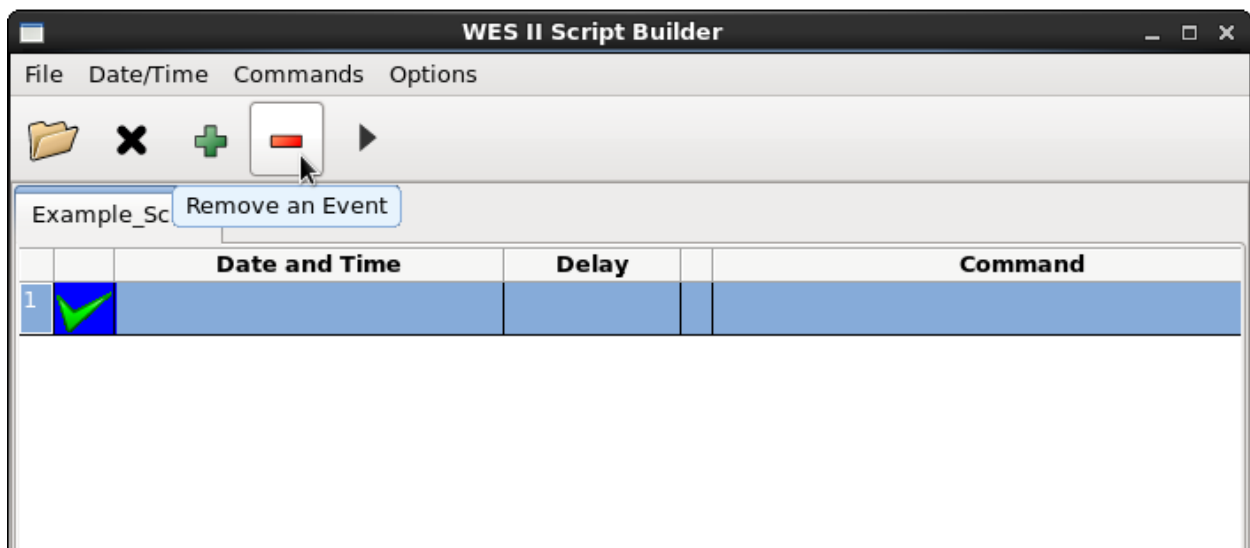 WES II Script Builder
File Date/Time Commands Options
Remove an Event
Example_Sc
Date and Time Delay Command
1